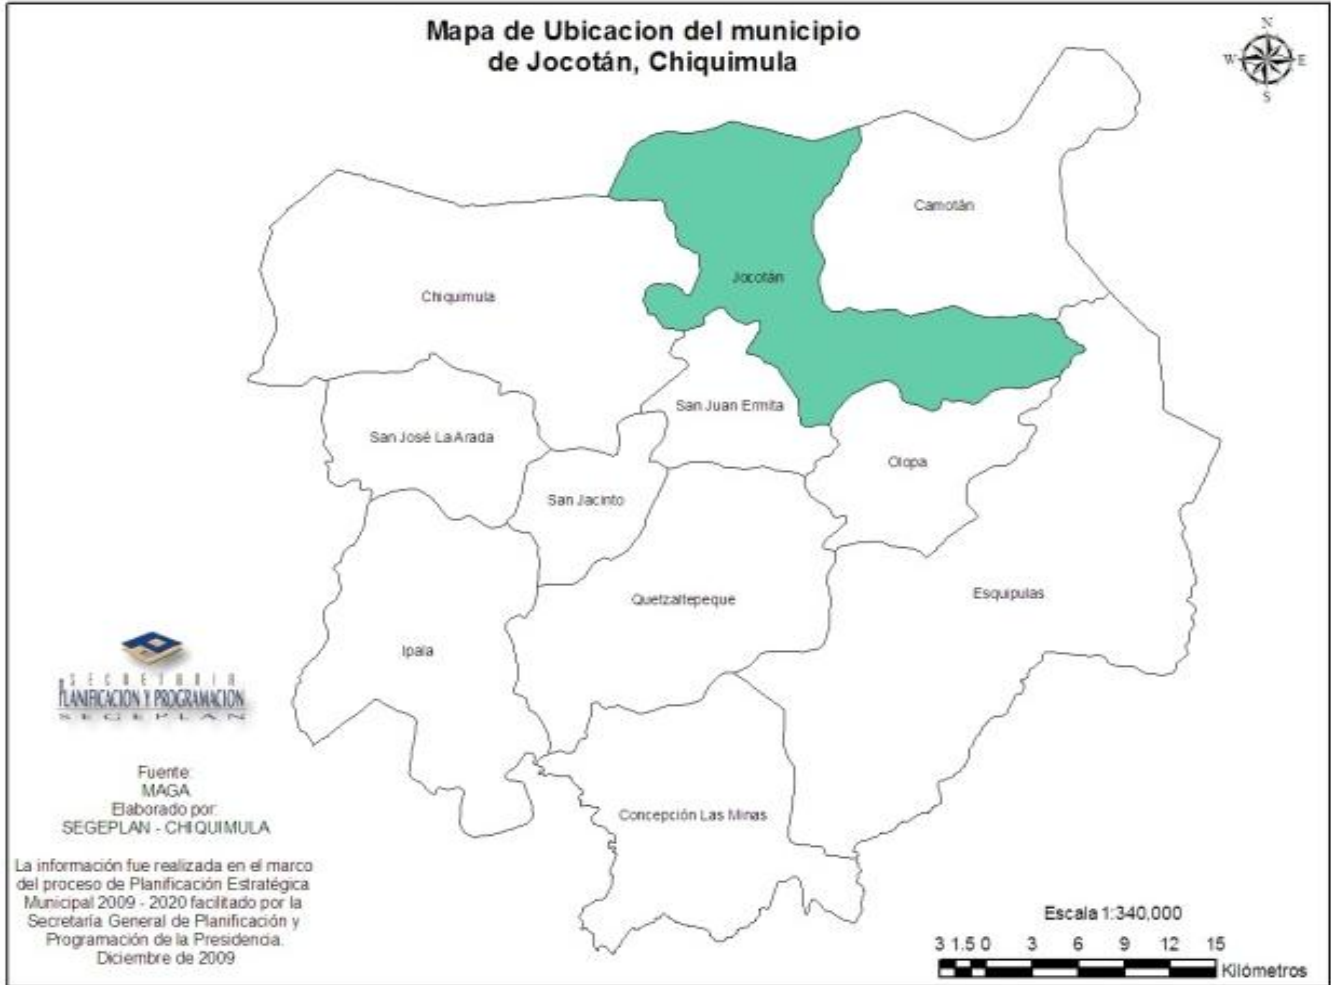 Mapa de Ubicacion del municipio
de Jocotán, Chiquimula
N
W E
S
Camotán
Jocotán
Chiquimula
San Juan Ermita
San José La Arada
Olopa
San Jacinto
Esquipulas
Quetzaltepeque
Ipala
SECRETARIA
PLANIFICACION Y PROGRAMACION
SEGEPLAN
Fuente:
MAGA
Elaborado por:
SEGEPLAN - CHIQUIMULA
Concepción Las Minas
La información fue realizada en el marco
del proceso de Planificación Estratégica
Municipal 2009 - 2020 facilitado por la
Secretaría General de Planificación y
Programación de la Presidencia.
Diciembre de 2009
Escala 1:340,000
3 1.5 0 3 6 9 12 15
Kilómetros